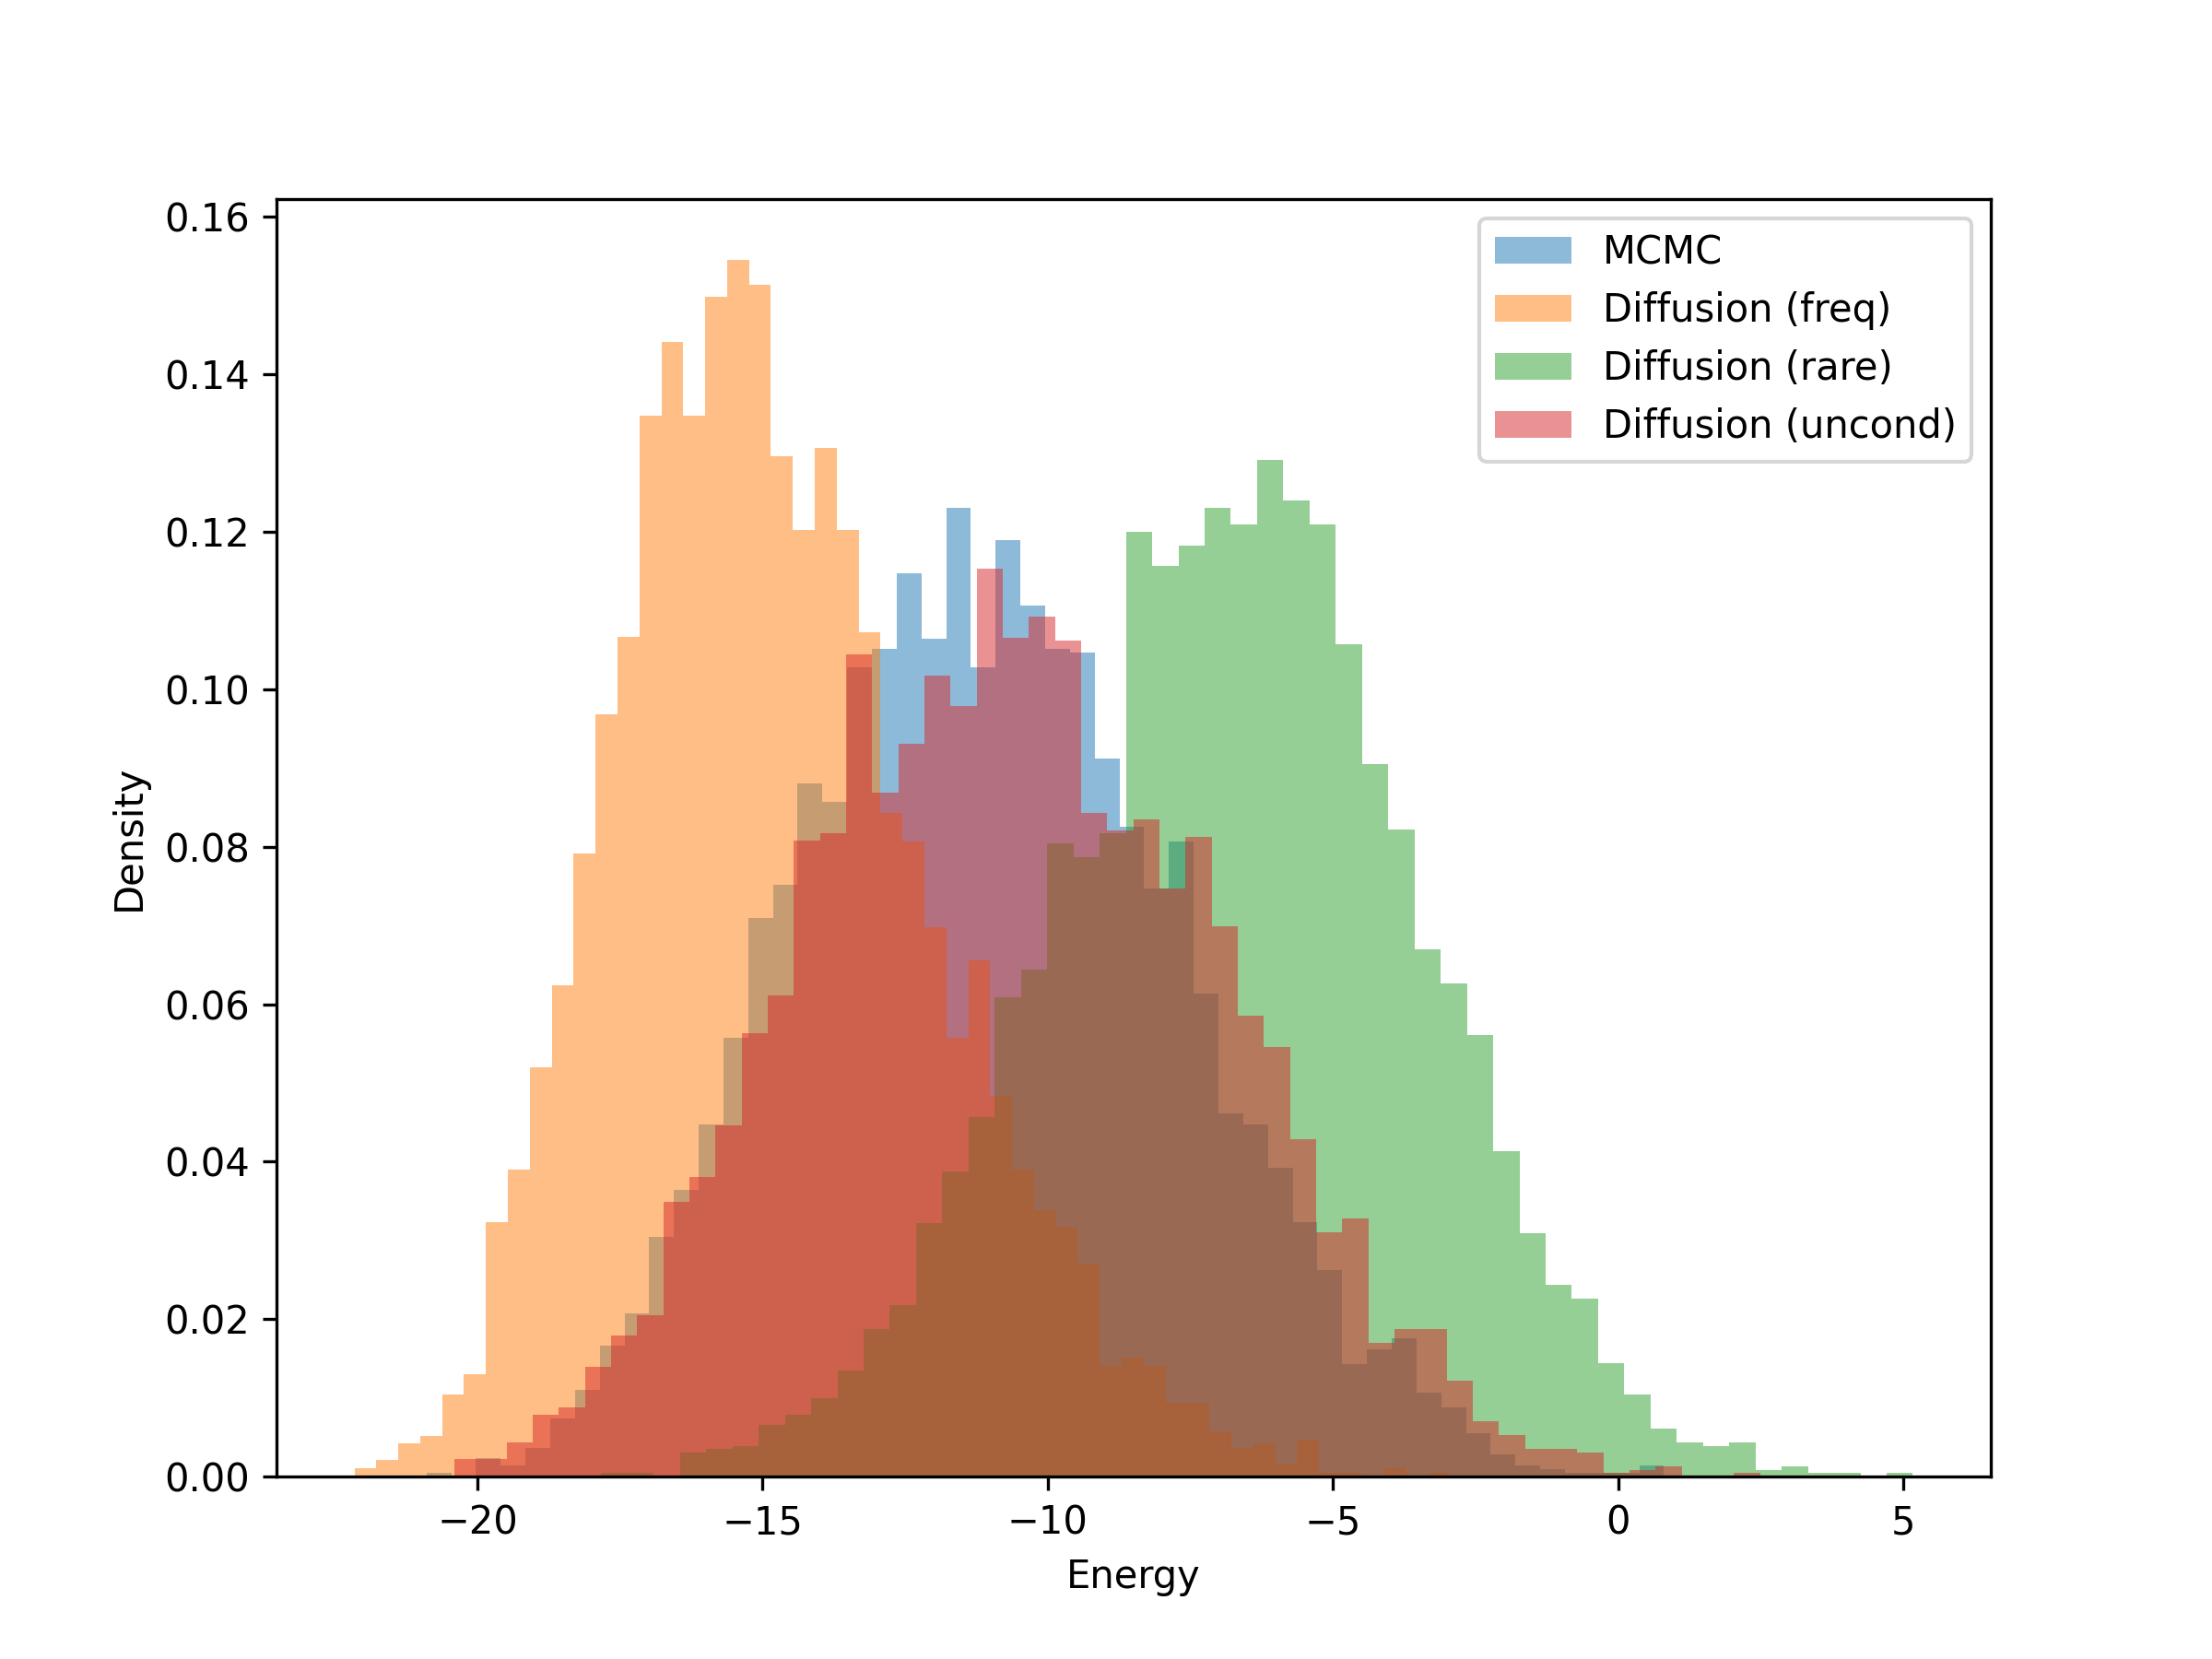 0.16
0.14
0.12
0.10
0.08
0.06
0.04
0.02
0.00
Density
−20
−15
−10
−5
0
5
Energy
MCMC
Diffusion (freq)
Diffusion (rare)
Diffusion (uncond)